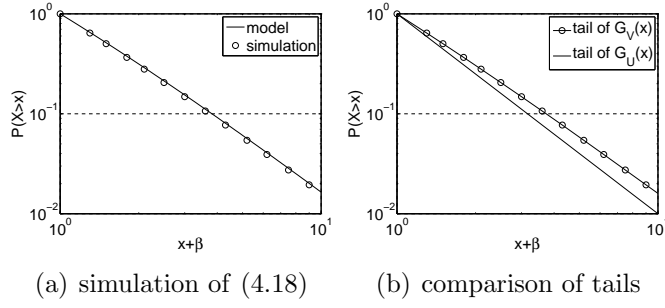 10^0
10^-1
10^-2
P(X>x)
10^0
10^1
x+β
model
simulation
(a) simulation of (4.18)
10^0
10^-1
10^-2
P(X>x)
10^0
10^1
x+β
tail of G_V(x)
tail of G_U(x)
(b) comparison of tails